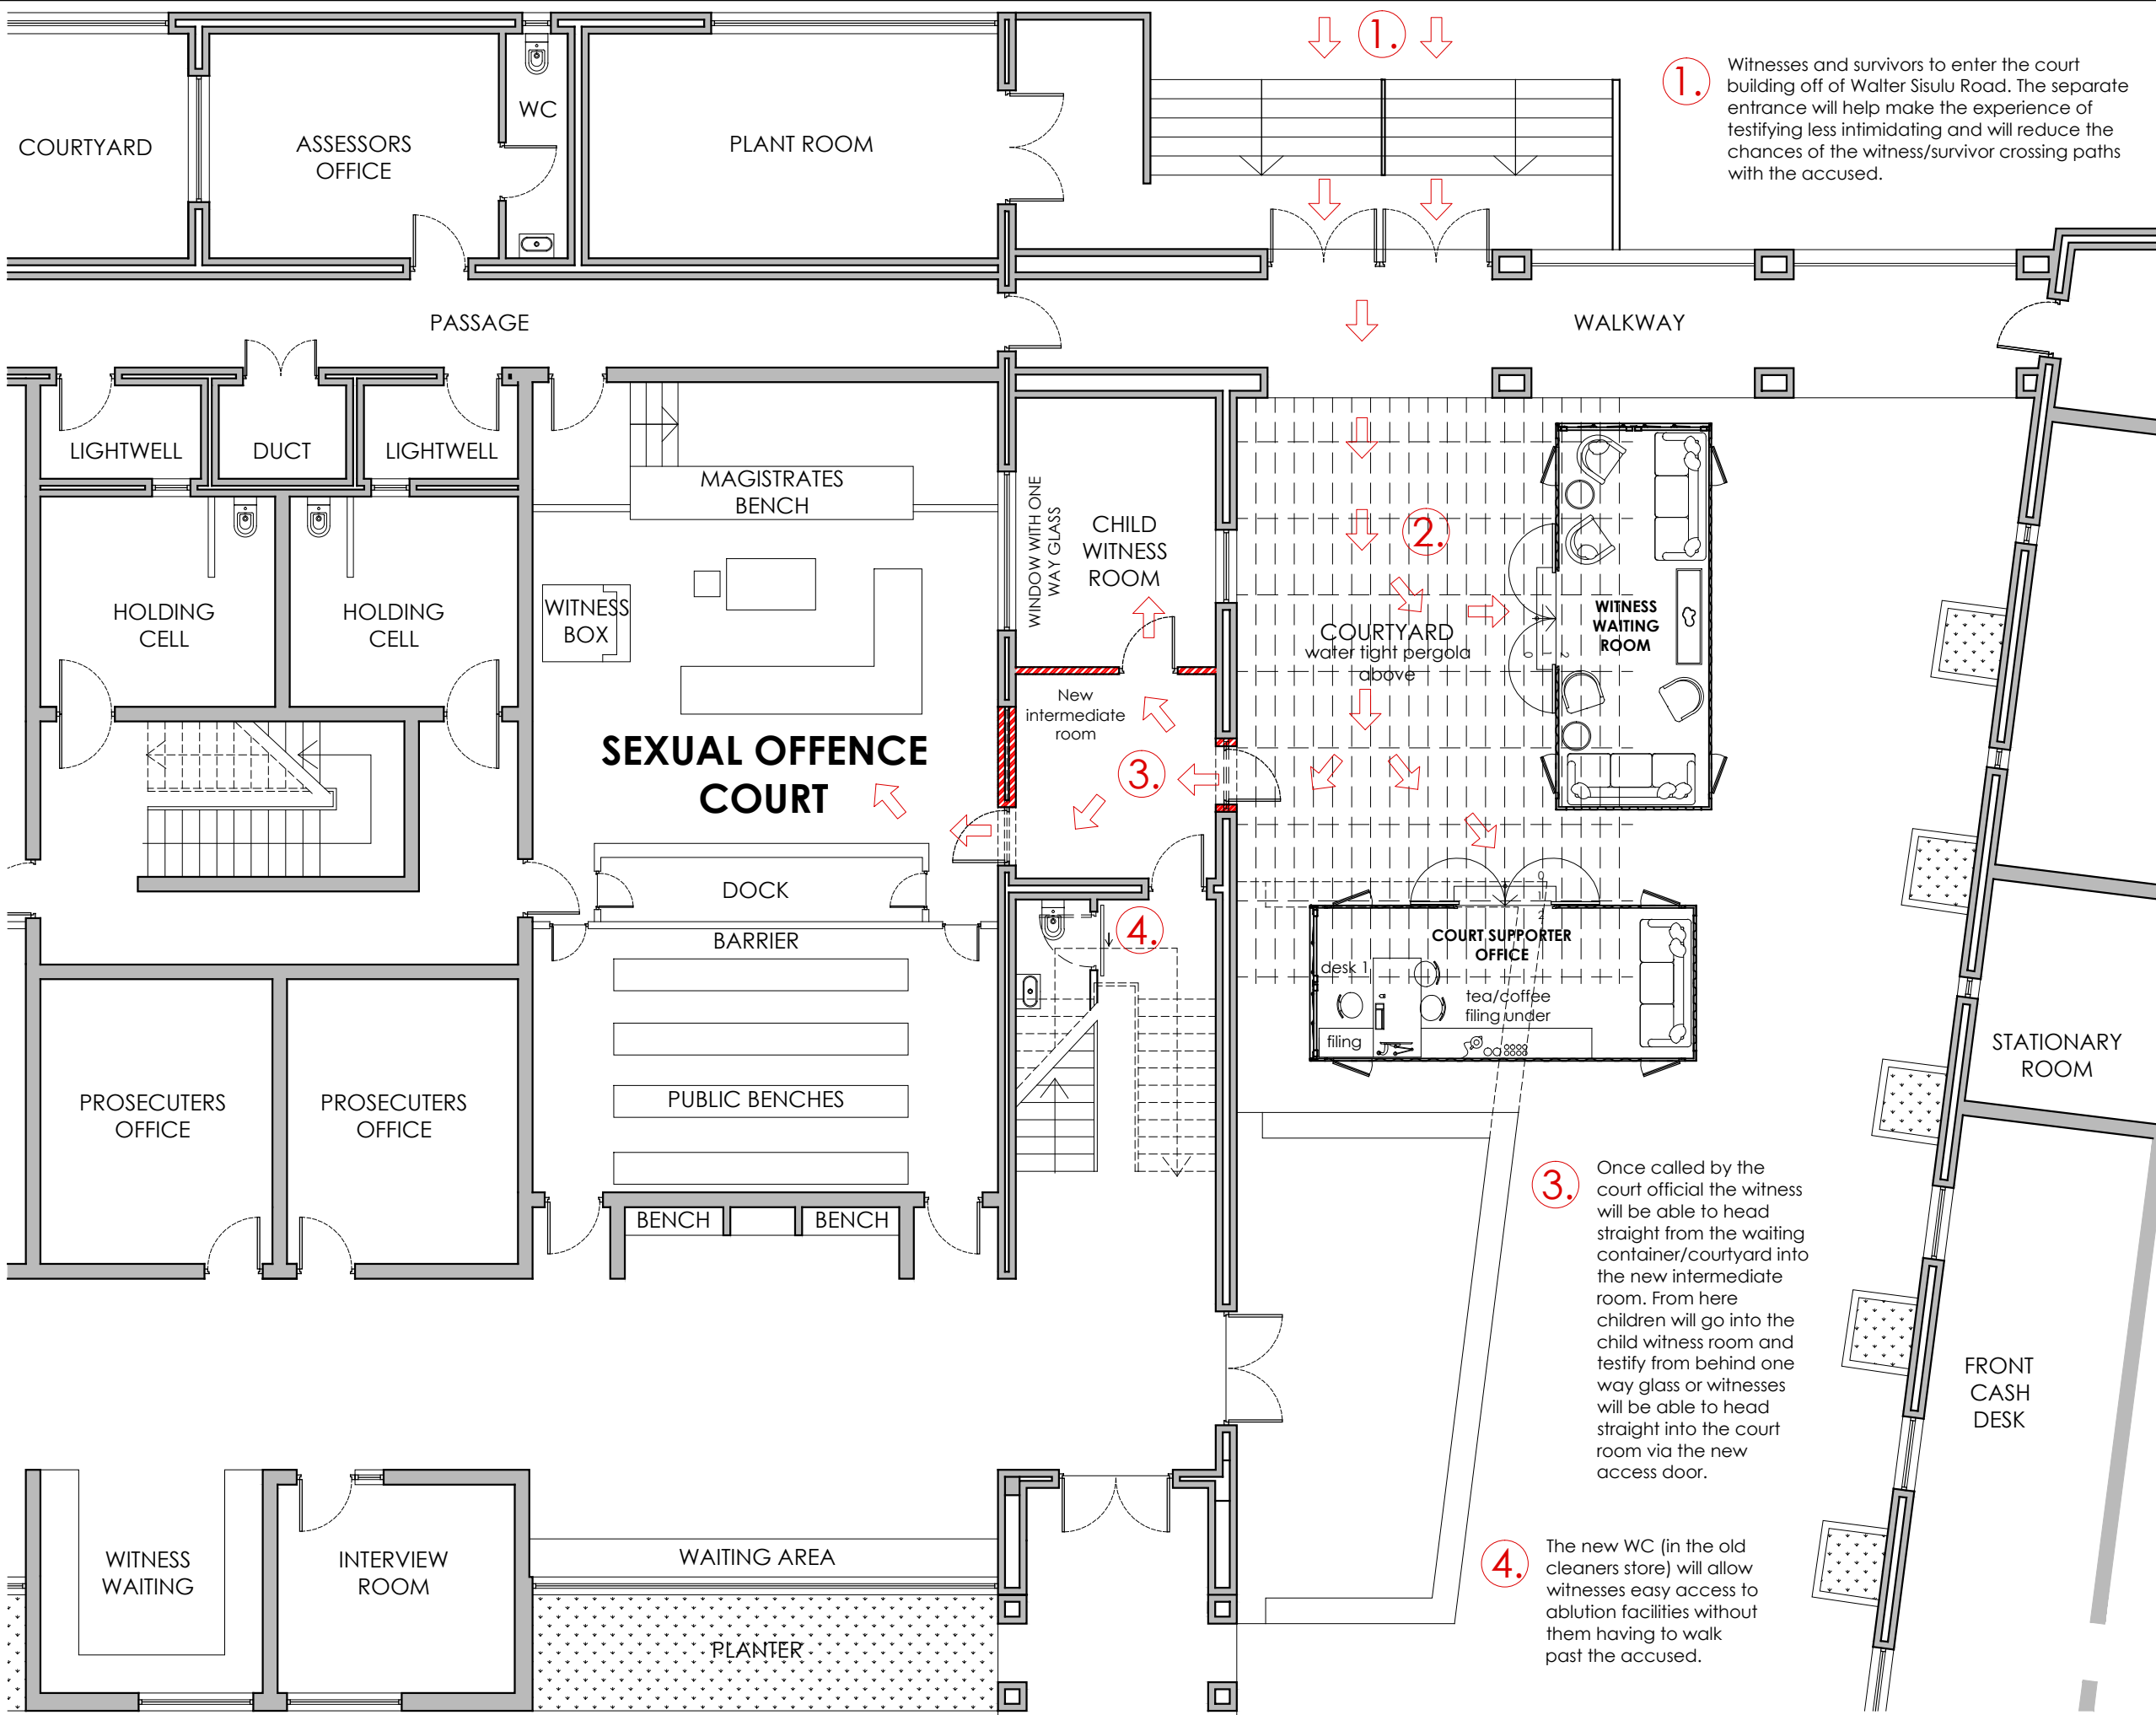 1.
1.
Witnesses and survivors to enter the court
building off of Walter Sisulu Road. The separate
entrance will help make the experience of
testifying less intimidating and will reduce the
chances of the witness/survivor crossing paths
with the accused.
COURTYARD
ASSESSORS
OFFICE
WC
PLANT ROOM
PASSAGE
WALKWAY
LIGHTWELL
DUCT
LIGHTWELL
MAGISTRATES
BENCH
WINDOW WITH ONE
WAY GLASS
CHILD
WITNESS
ROOM
2.
HOLDING
CELL
HOLDING
CELL
WITNESS
BOX
COURTYARD
water tight pergola
above
WITNESS
WAITING
ROOM
0
1
2
New
intermediate
room
SEXUAL OFFENCE
COURT
3.
DOCK
BARRIER
4.
0
2
COURT SUPPORTER
OFFICE
desk 1
tea/coffee
filing under
filing
STATIONARY
ROOM
PROSECUTERS
OFFICE
PROSECUTERS
OFFICE
PUBLIC BENCHES
BENCH
BENCH
3.
Once called by the
court official the witness
will be able to head
straight from the waiting
container/courtyard into
the new intermediate
room. From here
children will go into the
child witness room and
testify from behind one
way glass or witnesses
will be able to head
straight into the court
room via the new
access door.
FRONT
CASH
DESK
WITNESS
WAITING
INTERVIEW
ROOM
WAITING AREA
PLANTER
4.
The new WC (in the old
cleaners store) will allow
witnesses easy access to
ablution facilities without
them having to walk
past the accused.